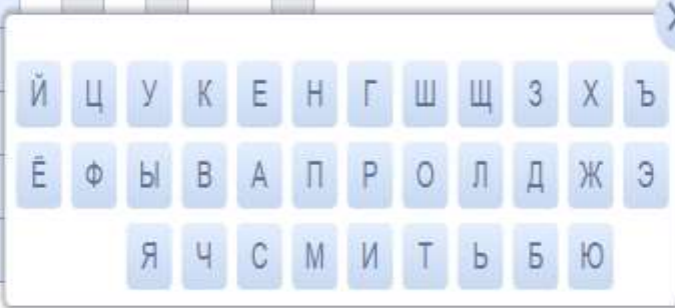 Й Ц У К Е Н Г Ш Щ З Х Ъ
Ё Ф Ы В А П Р О Л Д Ж Э
Я Ч С М И Т Ь Б Ю